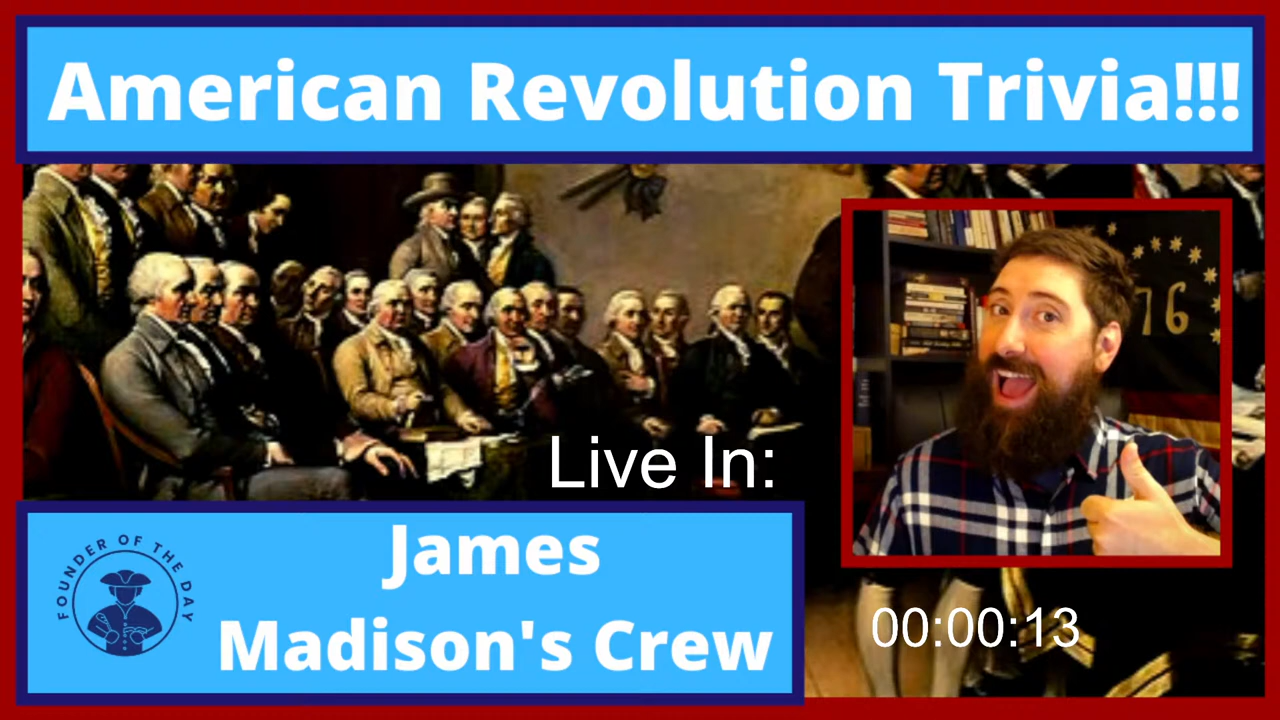 American Revolution Trivia!!!
Live In:
James
Madison's Crew
FOUNDER OF THE DAY
00:00:13
76